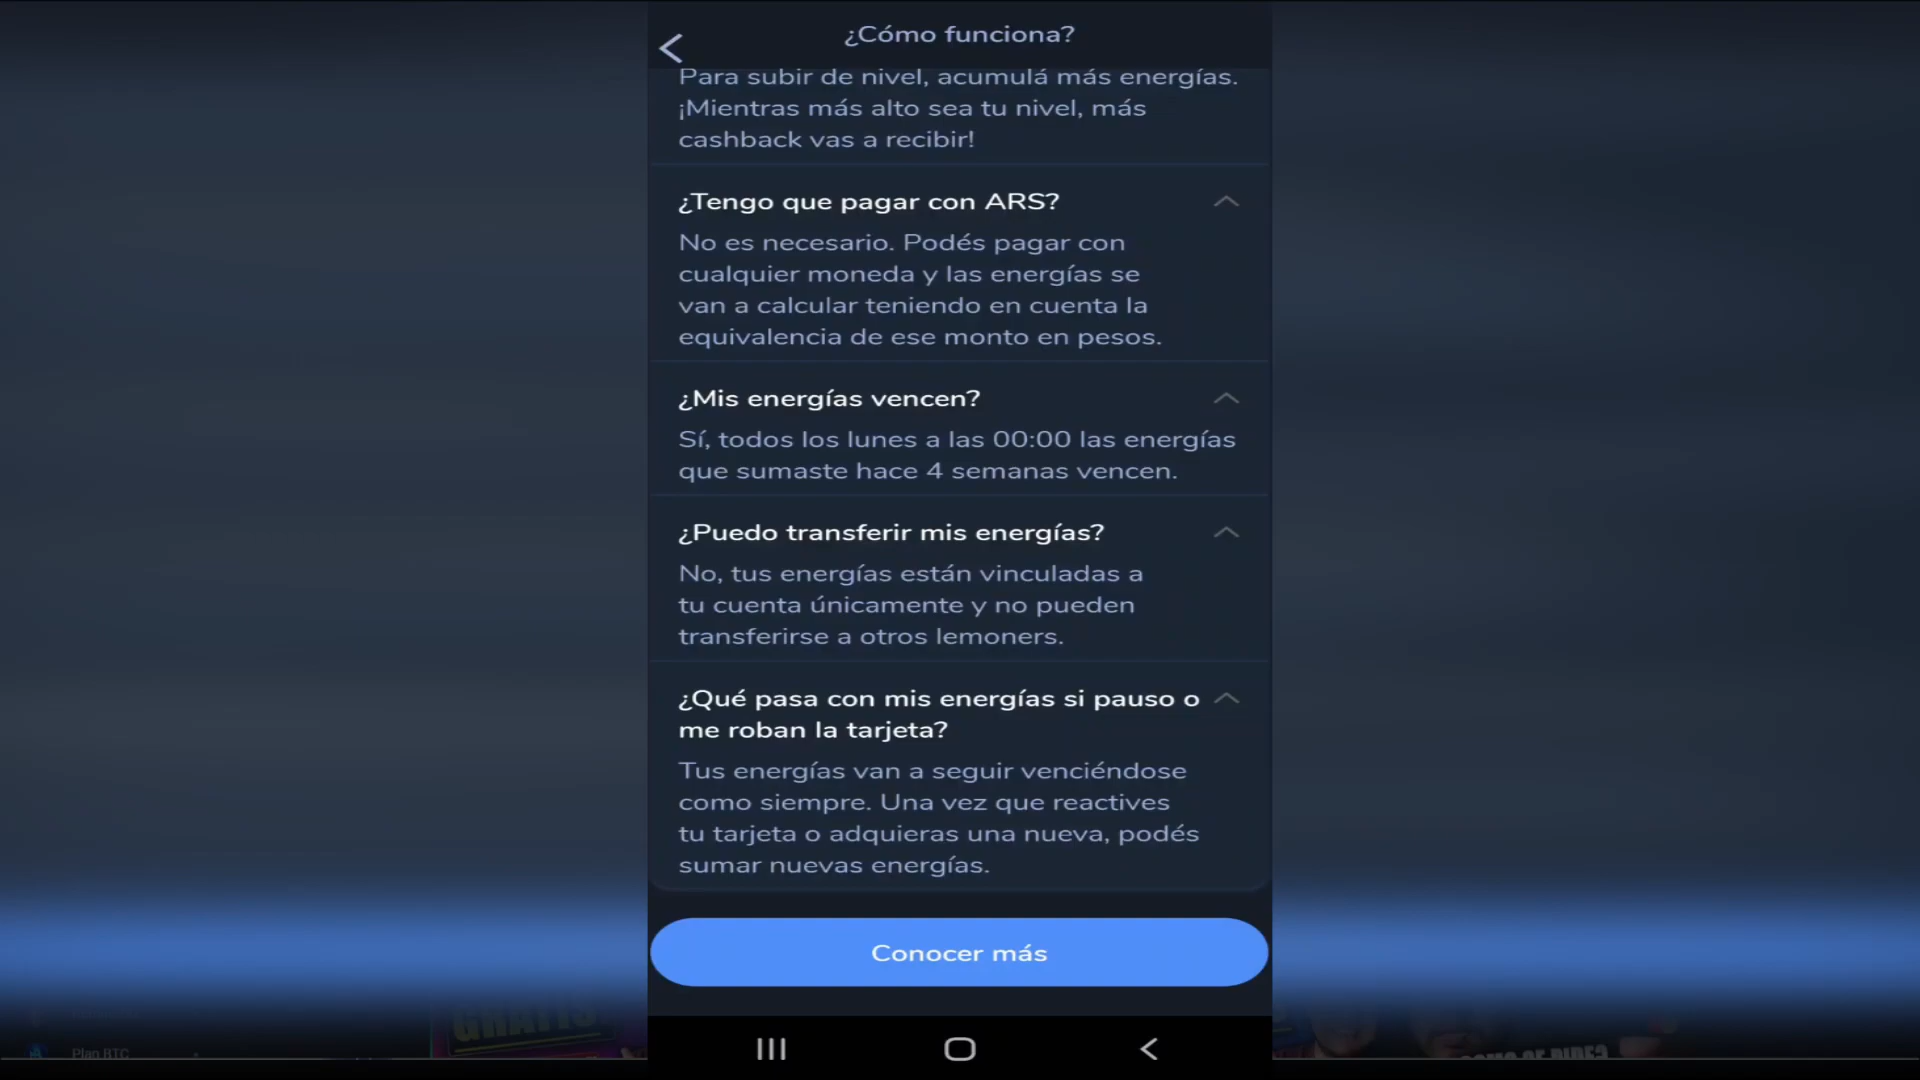 ¿Cómo funciona?
Para subir de nivel, acumulá más energías.
¡Mientras más alto sea tu nivel, más
cashback vas a recibir!
¿Tengo que pagar con ARS?
No es necesario. Podés pagar con
cualquier moneda y las energías se
van a calcular teniendo en cuenta la
equivalencia de ese monto en pesos.
¿Mis energías vencen?
Sí, todos los lunes a las 00:00 las energías
que sumaste hace 4 semanas vencen.
¿Puedo transferir mis energías?
No, tus energías están vinculadas a
tu cuenta únicamente y no pueden
transferirse a otros lemoners.
¿Qué pasa con mis energías si pauso o
me roban la tarjeta?
Tus energías van a seguir venciéndose
como siempre. Una vez que reactives
tu tarjeta o adquieras una nueva, podés
sumar nuevas energías.
Conocer más
GRATIS
Plan BTC